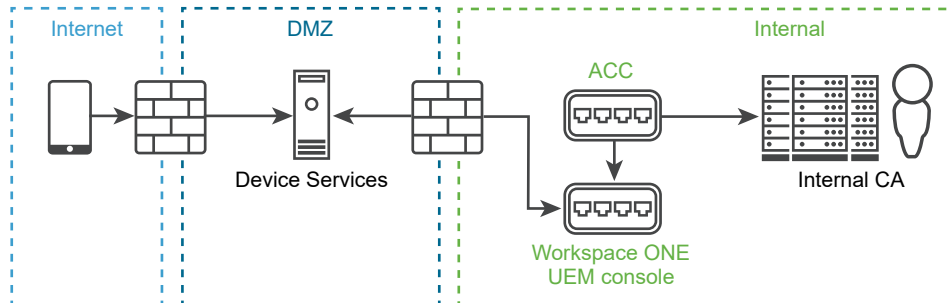 Internet
DMZ
Internal
ACC
Device Services
Internal CA
Workspace ONE
UEM console